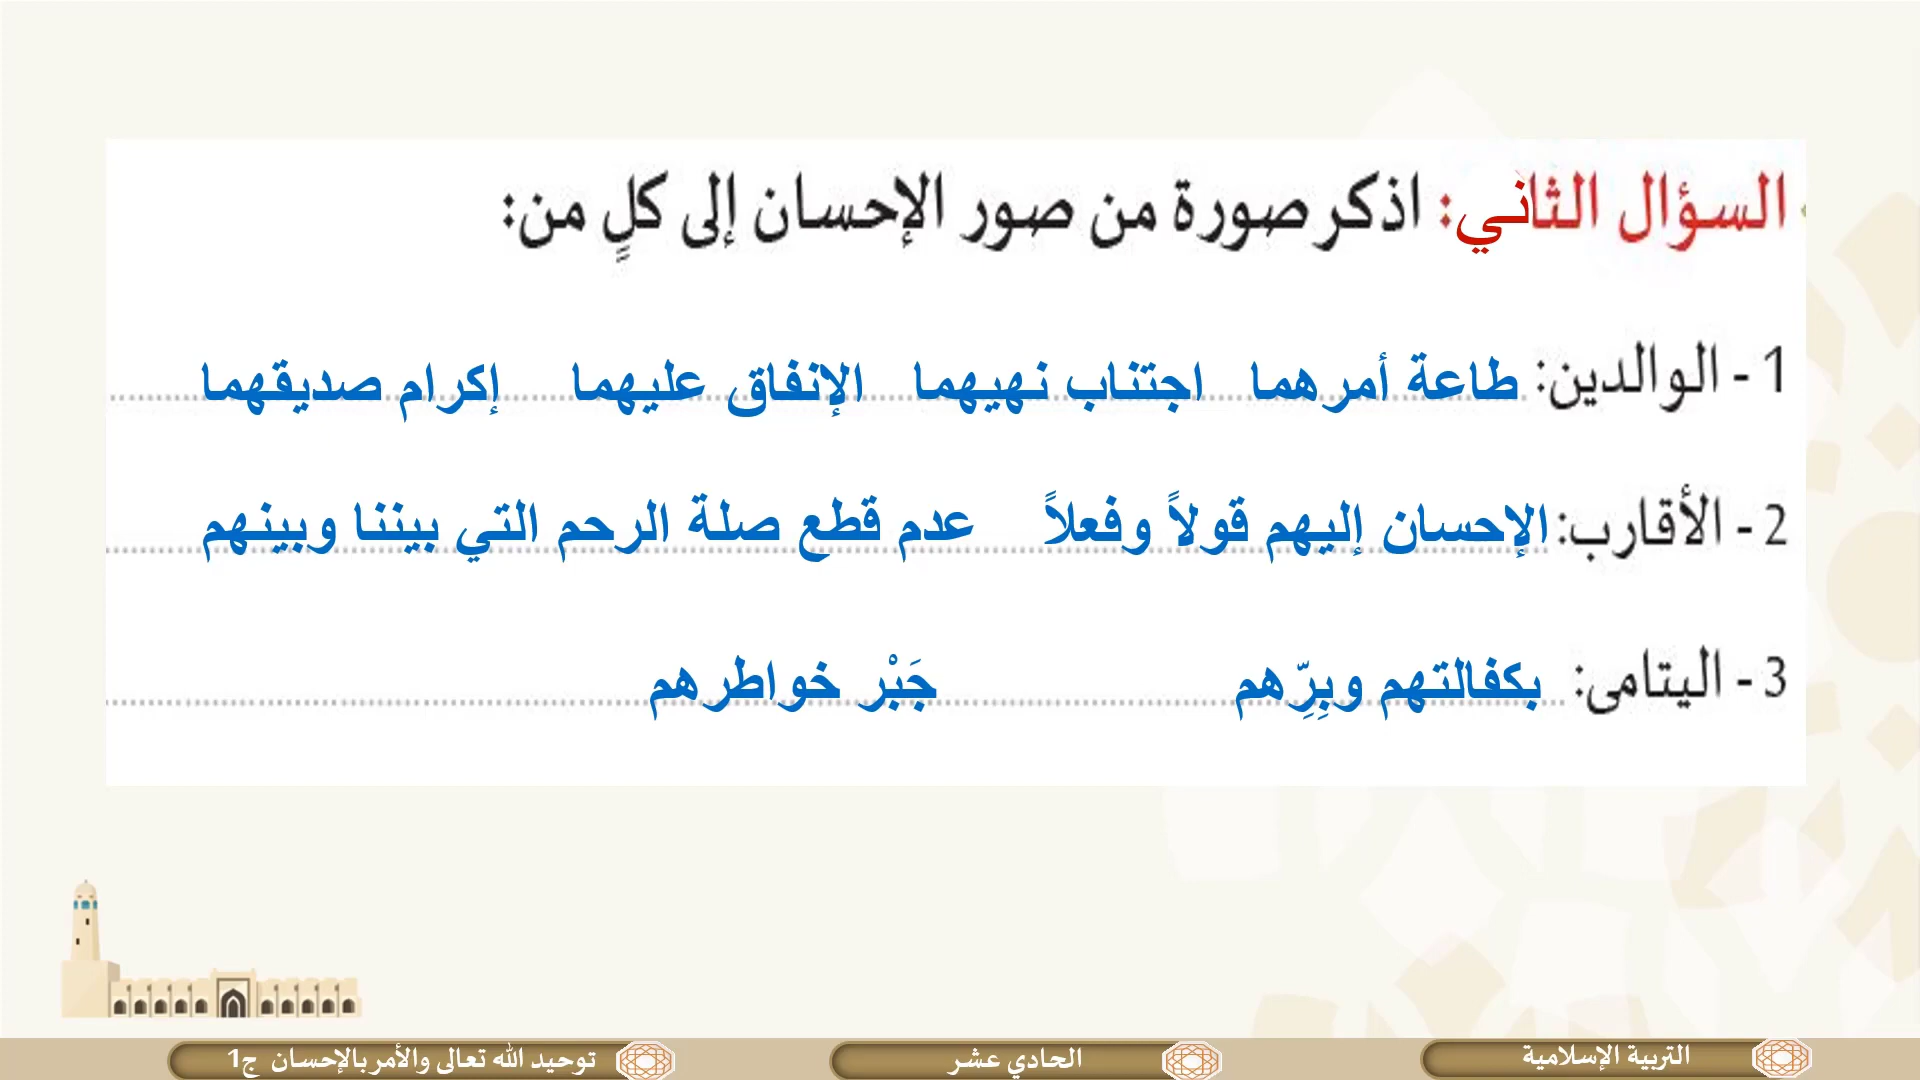 السؤال الثاني: اذكر صورة من صور الإحسان إلى كلٍ من:
1 - الوالدين: طاعة أمرهما اجتناب نهيهما الإنفاق عليهما إكرام صديقهما
2 - الأقارب: الإحسان إليهم قولاً وفعلاً عدم قطع صلة الرحم التي بيننا وبينهم
3 - اليتامى: بكفالتهم وبِرِّهم جَبْر خواطرهم
التربية الإسلامية الحادي عشر توحيد الله تعالى والأمر بالإحسان ج1